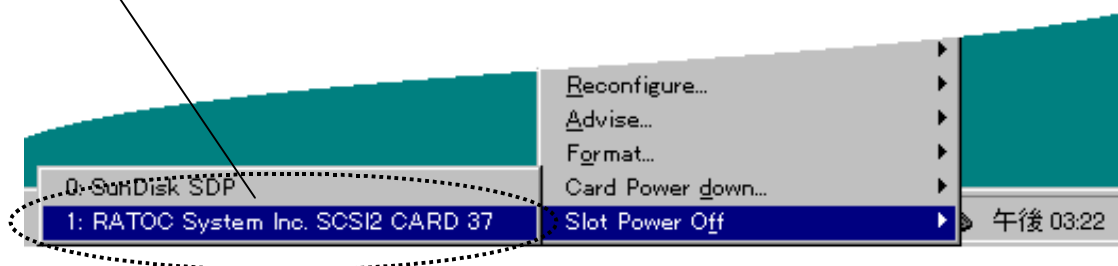 Reconfigure...
Advise...
Format...
0: SunDisk SDP
Card Power down...
1: RATOC System Inc. SCSI2 CARD 37
Slot Power Off
午後 03:22